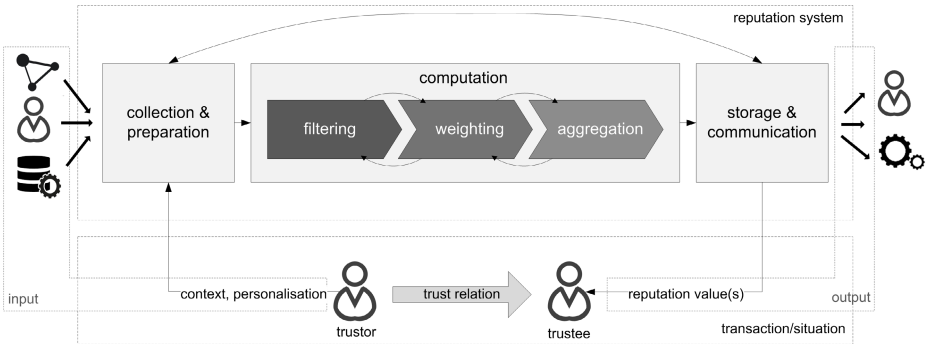 reputation system
computation
collection &
preparation
filtering
weighting
aggregation
storage &
communication
input
context, personalisation
trustor
trust relation
trustee
reputation value(s)
output
transaction/situation